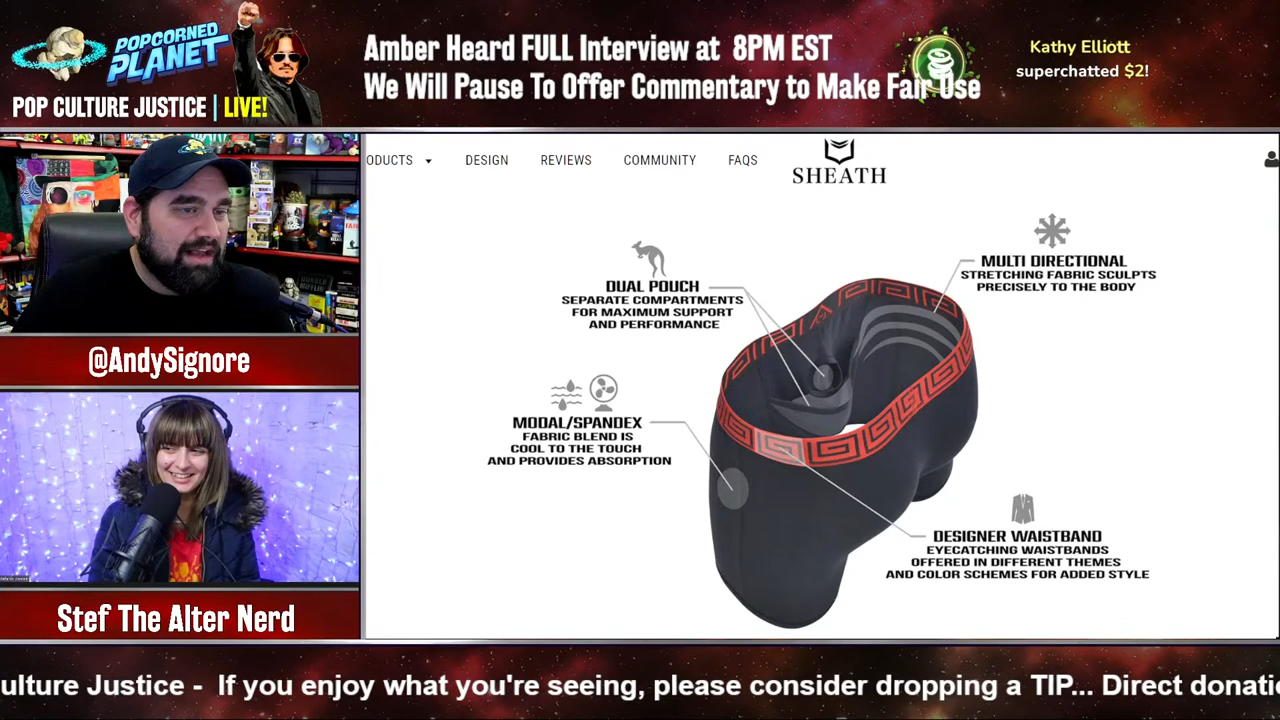 POPCORNED
PLANET
POP CULTURE JUSTICE | LIVE!
Amber Heard FULL Interview at 8PM EST
We Will Pause To Offer Commentary to Make Fair Use
Kathy Elliott
superchatted $2!
ODUCTS
DESIGN
REVIEWS
COMMUNITY
FAQS
SHEATH
DUAL POUCH
SEPARATE COMPARTMENTS
FOR MAXIMUM SUPPORT
AND PERFORMANCE
MULTI DIRECTIONAL
STRETCHING FABRIC SCULPTS
PRECISELY TO THE BODY
MODAL/SPANDEX
FABRIC BLEND IS
COOL TO THE TOUCH
AND PROVIDES ABSORPTION
DESIGNER WAISTBAND
EYECATCHING WAISTBANDS
OFFERED IN DIFFERENT THEMES
AND COLOR SCHEMES FOR ADDED STYLE
@AndySignore
Stef The Alter Nerd
ulture Justice - If you enjoy what you're seeing, please consider dropping a TIP... Direct donati